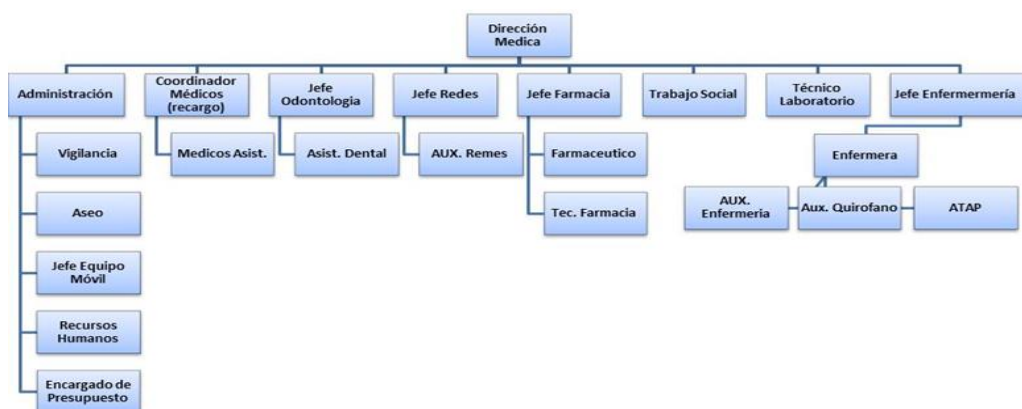 Dirección
Medica
Administración
Coordinador
Médicos
(recargo)
Jefe
Odontologia
Jefe Redes
Jefe Farmacia
Trabajo Social
Técnico
Laboratorio
Jefe Enfermermería
Vigilancia
Medicos Asist.
Asist. Dental
AUX. Remes
Farmaceutico
Enfermera
Aseo
Tec. Farmacia
AUX.
Enfermeria
Aux. Quirofano
ATAP
Jefe Equipo
Móvil
Recursos
Humanos
Encargado de
Presupuesto